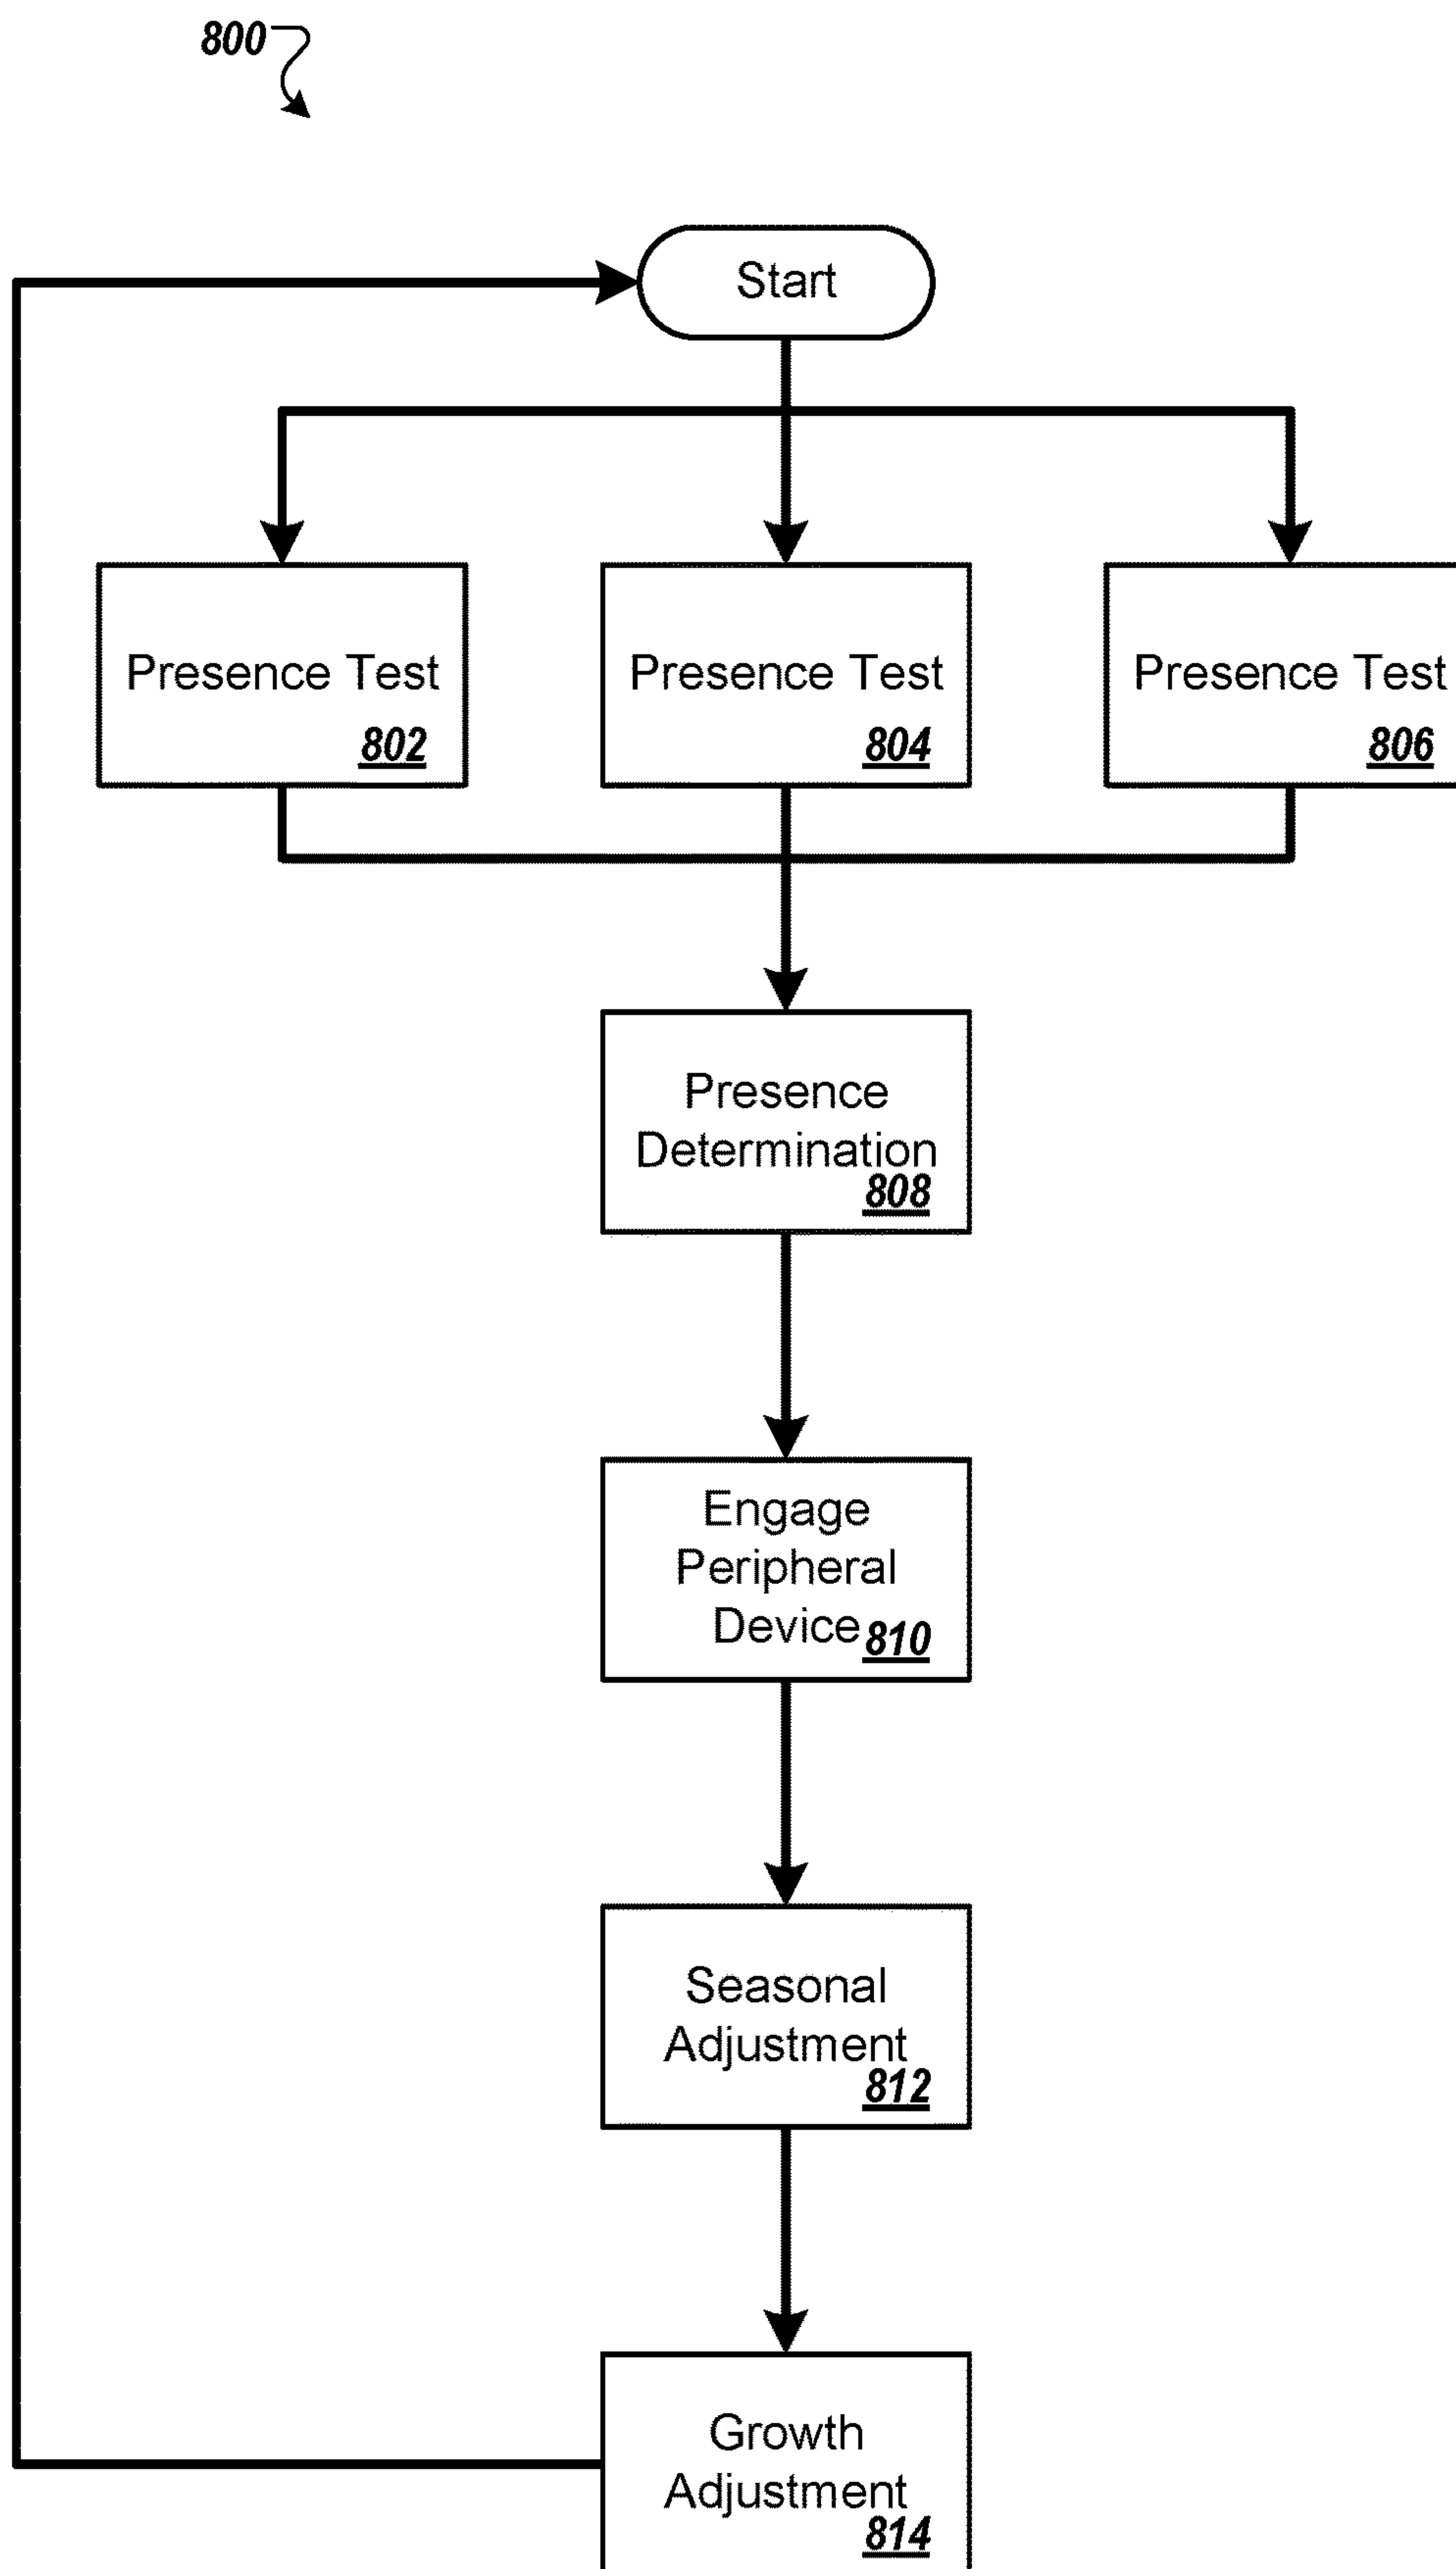 800
Start
Presence Test
802
Presence Test
804
Presence Test
806
Presence
Determination
808
Engage
Peripheral
Device
810
Seasonal
Adjustment
812
Growth
Adjustment
814